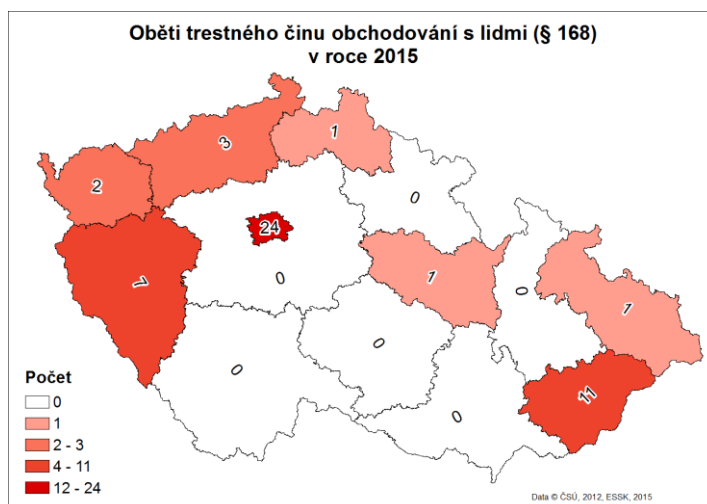 Oběti trestného činu obchodování s lidmi (§ 168)
v roce 2015
1
3
2
0
24
0
7
1
0
1
0
0
11
0
Počet
0
1
2 - 3
4 - 11
12 - 24
Data © ČSÚ, 2012, ESSK, 2015